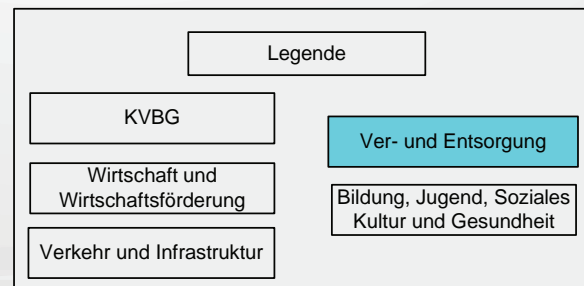 Legende
KVBG
Wirtschaft und
Wirtschaftsförderung
Verkehr und Infrastruktur
Ver- und Entsorgung
Bildung, Jugend, Soziales
Kultur und Gesundheit